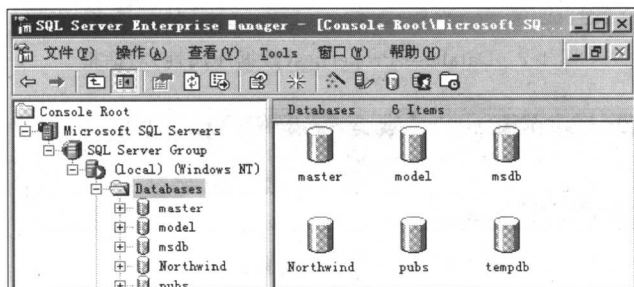 SQL Server Enterprise Manager - [Console Root\Microsoft SQ...
文件(F) 操作(A) 查看(V) Tools 窗口(W) 帮助(H)
Console Root
Microsoft SQL Servers
SQL Server Group
(local) (Windows NT)
Databases
master
model
msdb
Northwind
pubs
Databases 6 Items
master model msdb
Northwind pubs tempdb